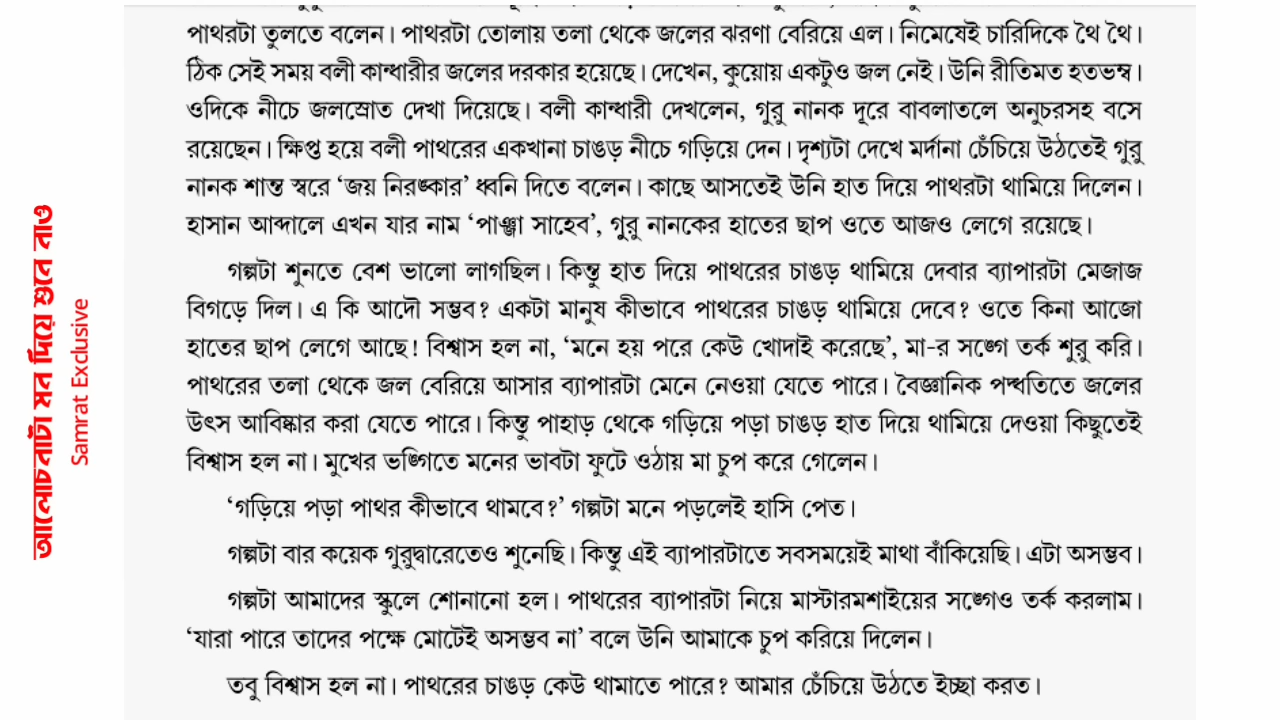 পাথরটা তুলতে বলেন। পাথরটা তোলায় তলা থেকে জলের ঝরণা বেরিয়ে এল। নিমেষেই চারিদিকে থৈ থৈ।
ঠিক সেই সময় বলী কান্ধারীর জলের দরকার হয়েছে। দেখেন, কুয়োয় একটুও জল নেই। উনি রীতিমত হতভম্ব।
ওদিকে নীচে জলস্রোত দেখা দিয়েছে। বলী কান্ধারী দেখলেন, গুরু নানক দূরে বাবলাতলে অনুচরসহ বসে
রয়েছেন। ক্ষিপ্ত হয়ে বলী পাথরের একখানা চাঙড় নীচে গড়িয়ে দেন। দৃশ্যটা দেখে মর্দানা চেঁচিয়ে উঠতেই গুরু
নানক শান্ত স্বরে ‘জয় নিরঙ্কার’ ধ্বনি দিতে বলেন। কাছে আসতেই উনি হাত দিয়ে পাথরটা থামিয়ে দিলেন।
হাসান আব্দালে এখন যার নাম ‘পাঞ্জা সাহেব’, গুরু নানকের হাতের ছাপ ওতে আজও লেগে রয়েছে।
গল্পটা শুনতে বেশ ভালো লাগছিল। কিন্তু হাত দিয়ে পাথরের চাঙড় থামিয়ে দেবার ব্যাপারটা মেজাজ
বিগড়ে দিল। এ কি আদৌ সম্ভব? একটা মানুষ কীভাবে পাথরের চাঙড় থামিয়ে দেবে? ওতে কিনা আজো
হাতের ছাপ লেগে আছে! বিশ্বাস হল না, ‘মনে হয় পরে কেউ খোদাই করেছে’, মা-র সঙ্গে তর্ক শুরু করি।
পাথরের তলা থেকে জল বেরিয়ে আসার ব্যাপারটা মেনে নেওয়া যেতে পারে। বৈজ্ঞানিক পদ্ধতিতে জলের
উৎস আবিষ্কার করা যেতে পারে। কিন্তু পাহাড় থেকে গড়িয়ে পড়া চাঙড় হাত দিয়ে থামিয়ে দেওয়া কিছুতেই
বিশ্বাস হল না। মুখের ভঙ্গিতে মনের ভাবটা ফুটে ওঠায় মা চুপ করে গেলেন।
‘গড়িয়ে পড়া পাথর কীভাবে থামবে?’ গল্পটা মনে পড়লেই হাসি পেত।
গল্পটা বার কয়েক গুরুদ্বারেতেও শুনেছি। কিন্তু এই ব্যাপারটাতে সবসময়েই মাথা বাঁকিয়েছি। এটা অসম্ভব।
গল্পটা আমাদের স্কুলে শোনানো হল। পাথরের ব্যাপারটা নিয়ে মাস্টারমশাইয়ের সঙ্গেও তর্ক করলাম।
‘যারা পারে তাদের পক্ষে মোটেই অসম্ভব না’ বলে উনি আমাকে চুপ করিয়ে দিলেন।
তবু বিশ্বাস হল না। পাথরের চাঙড় কেউ থামাতে পারে? আমার চেঁচিয়ে উঠতে ইচ্ছা করত।
আলোচনাটা মন দিয়ে শুনে নাও
Samrat Exclusive